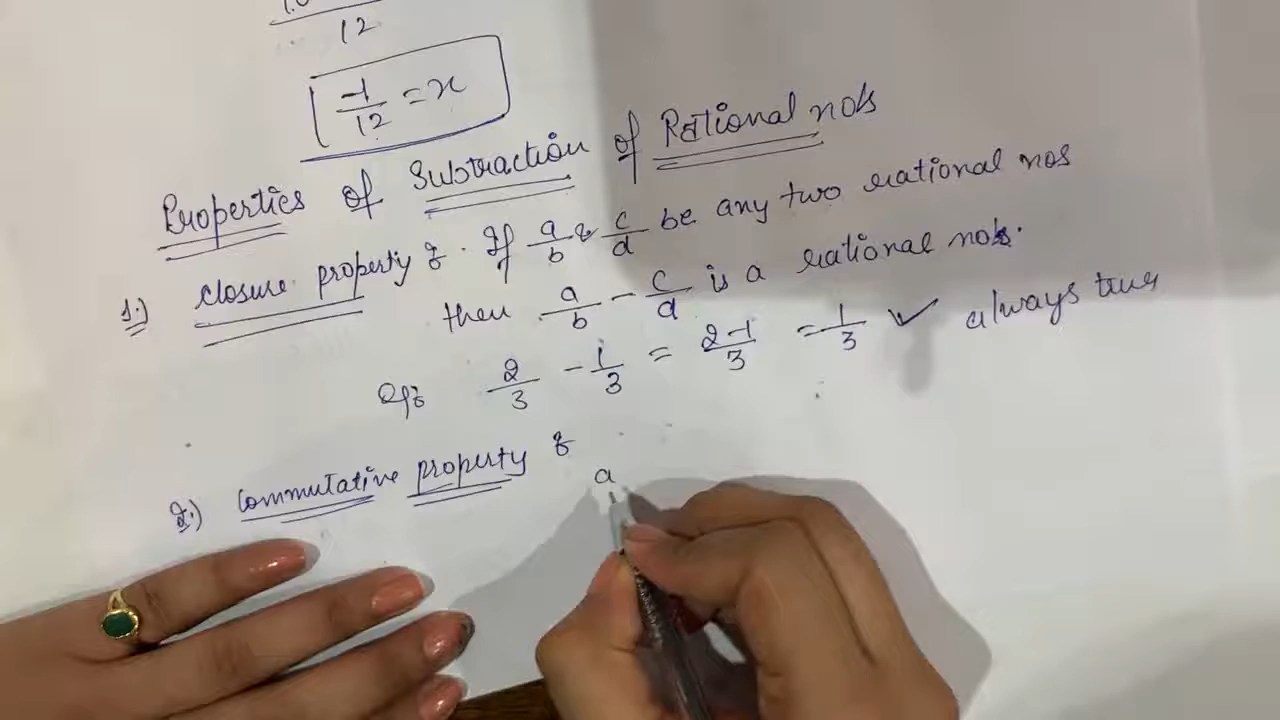 12
-1/12 = x
Properties of Subtraction of Rational nos
1.) Closure property : If a/b & c/d be any two rational nos
then a/b - c/d is a rational nos.
Eg: 2/3 - 1/3 = 2-1/3 = 1/3 ✓ always true
2.) Commutative property :
a